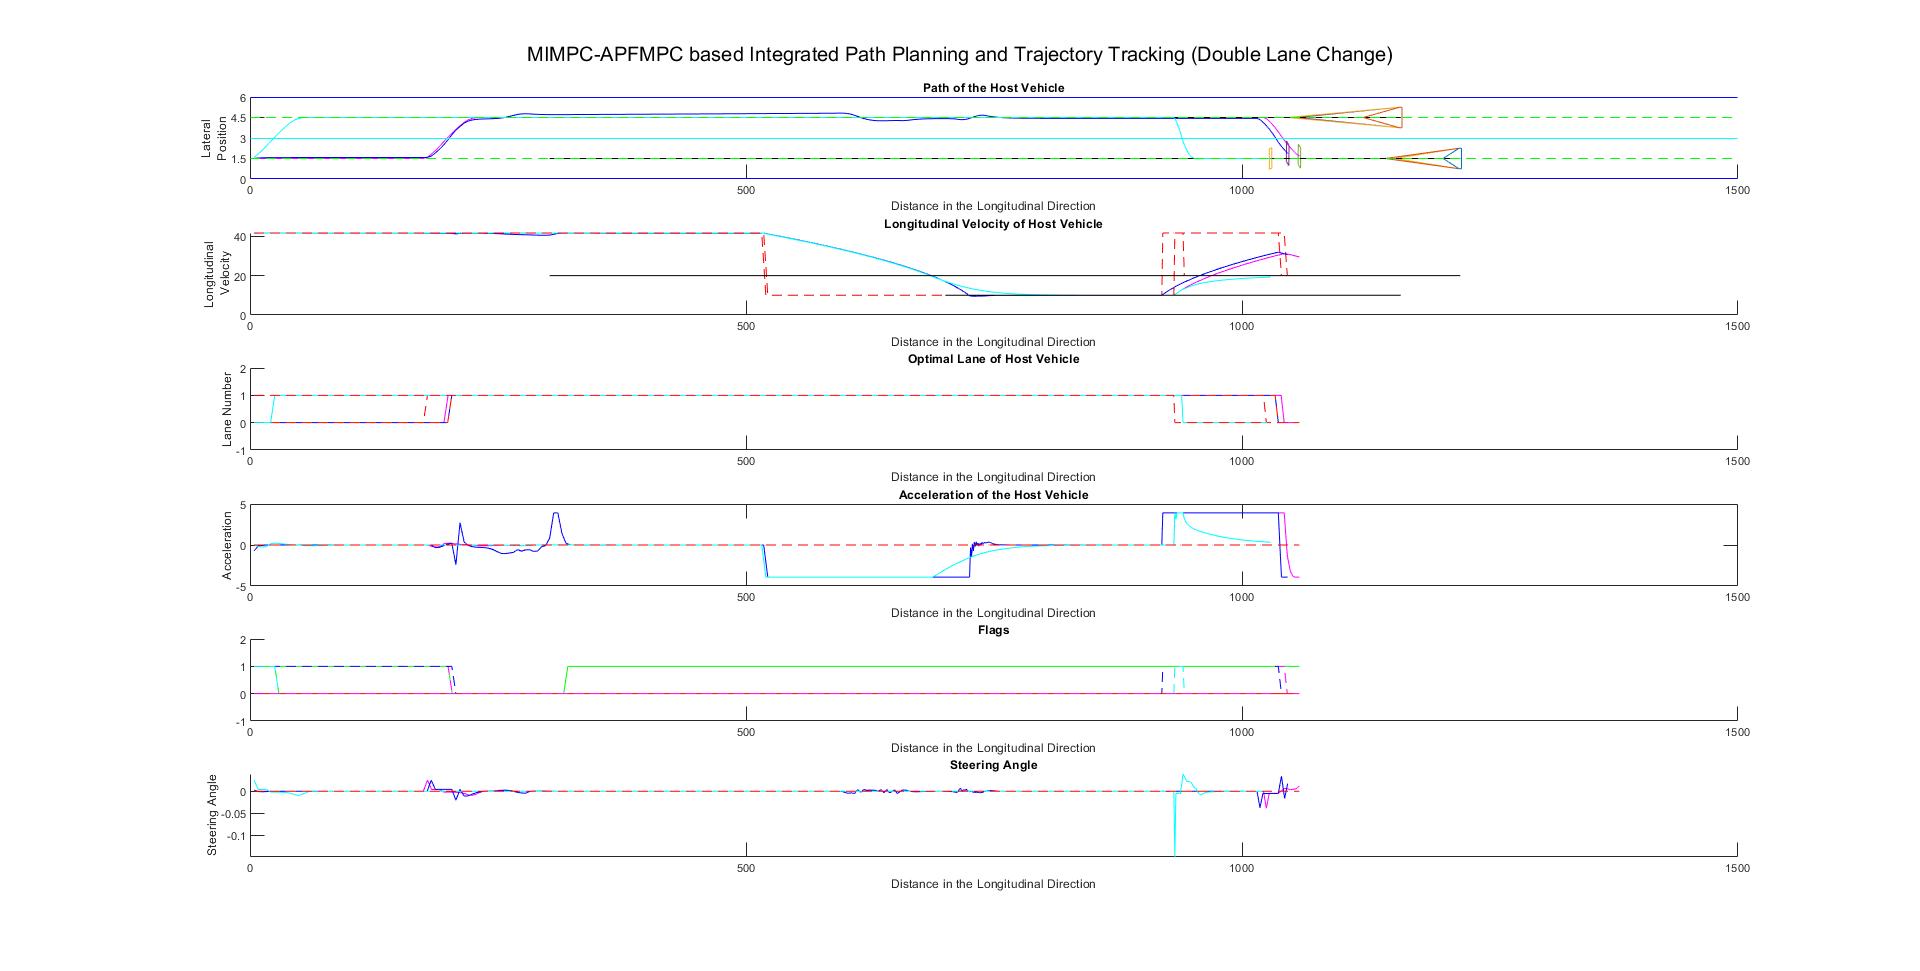 MIMPC-APFMPC based Integrated Path Planning and Trajectory Tracking (Double Lane Change)
Path of the Host Vehicle
Lateral
Position
6
4.5
3
1.5
0
0 500 1000 1500
Distance in the Longitudinal Direction
Longitudinal Velocity of Host Vehicle
Longitudinal
Velocity
40
20
0
0 500 1000 1500
Distance in the Longitudinal Direction
Optimal Lane of Host Vehicle
Lane Number
2
1
0
-1
0 500 1000 1500
Distance in the Longitudinal Direction
Acceleration of the Host Vehicle
Acceleration
5
0
-5
0 500 1000 1500
Distance in the Longitudinal Direction
Flags
2
1
0
-1
0 500 1000 1500
Distance in the Longitudinal Direction
Steering Angle
Steering Angle
0
-0.05
-0.1
0 500 1000 1500
Distance in the Longitudinal Direction